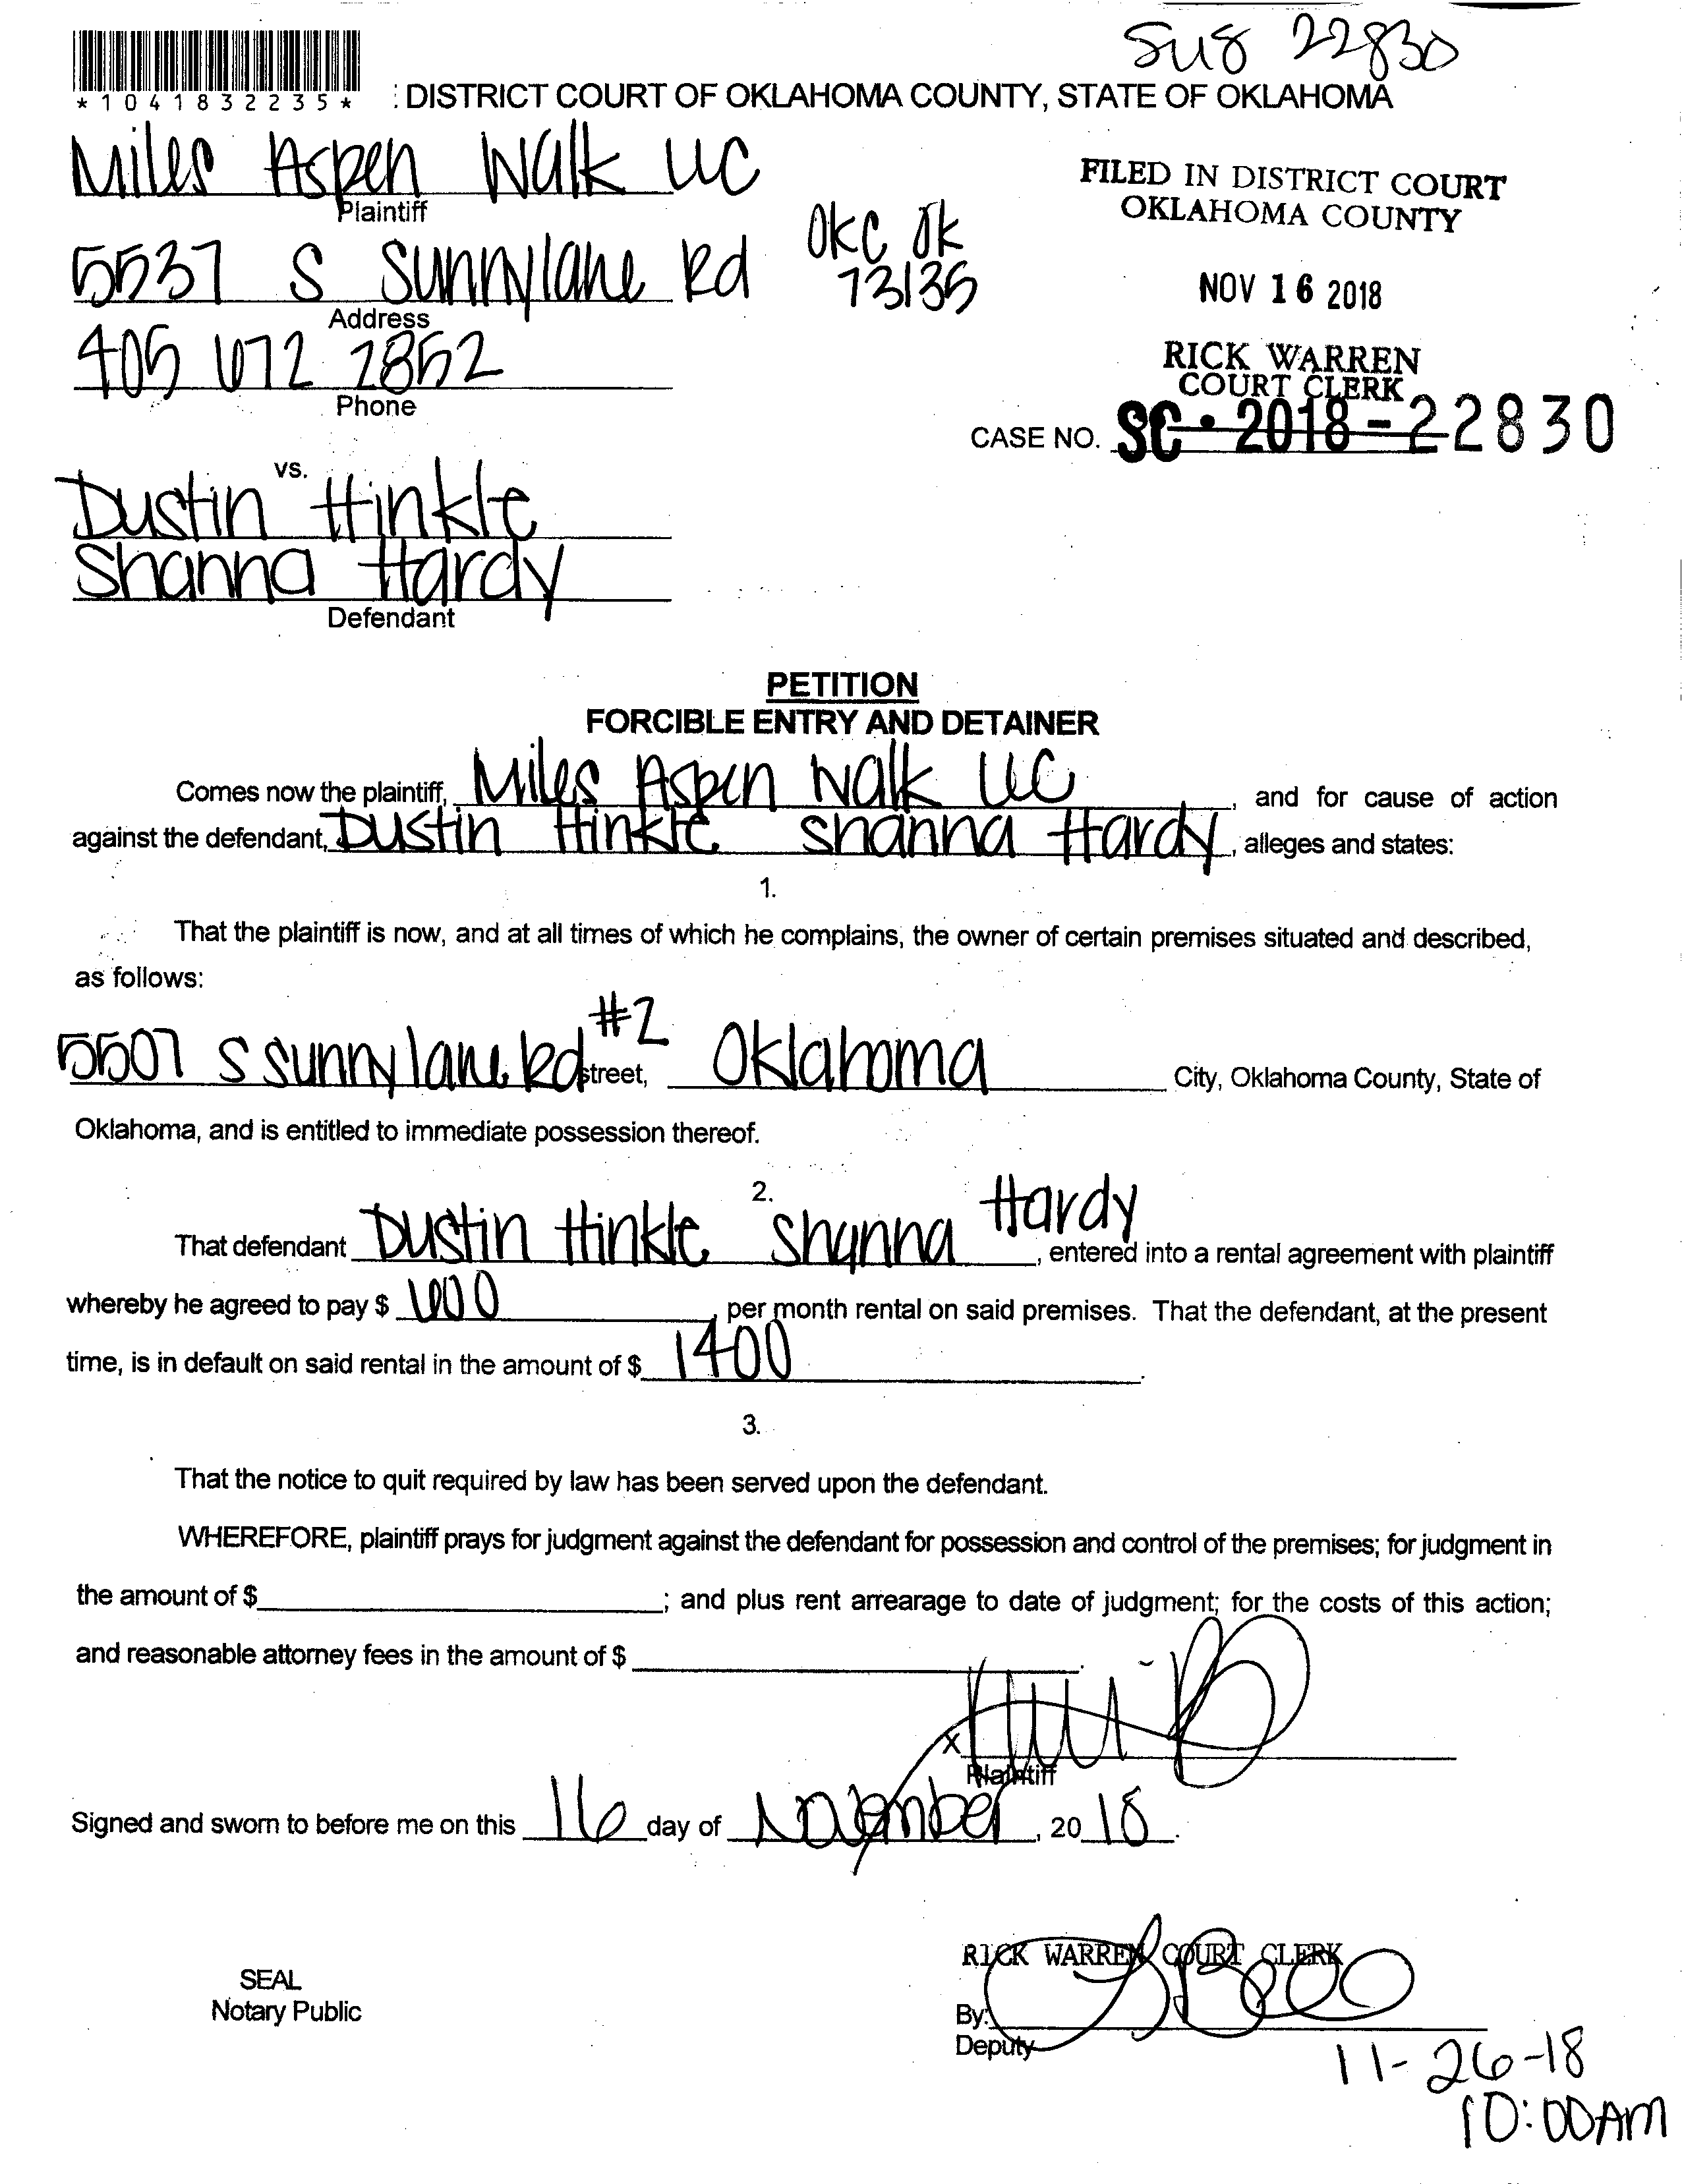 SC18 22830
*1041832235*
: DISTRICT COURT OF OKLAHOMA COUNTY, STATE OF OKLAHOMA
Miles Aspen Walk LLC
Plaintiff
FILED IN DISTRICT COURT
OKLAHOMA COUNTY
5537 S Sunnylane Rd OKC OK 73135
Address
NOV 16 2018
405 672 2852
Phone
RICK WARREN
COURT CLERK
CASE NO. SC - 2018 - 22830
vs.
Dustin Hinkle
Shanna Hardy
Defendant
PETITION
FORCIBLE ENTRY AND DETAINER
Comes now the plaintiff, Miles Aspen Walk LLC, and for cause of action
against the defendant, Dustin Hinkle Shanna Hardy, alleges and states:
1.
That the plaintiff is now, and at all times of which he complains, the owner of certain premises situated and described,
as follows:
5507 S Sunnylane Rd #2 Street, Oklahoma City, Oklahoma County, State of
Oklahoma, and is entitled to immediate possession thereof.
2.
That defendant Dustin Hinkle Shanna Hardy, entered into a rental agreement with plaintiff
whereby he agreed to pay $ , per month rental on said premises. That the defendant, at the present
time, is in default on said rental in the amount of $ 1400.
3.
That the notice to quit required by law has been served upon the defendant.
WHEREFORE, plaintiff prays for judgment against the defendant for possession and control of the premises; for judgment in
the amount of $ ; and plus rent arrearage to date of judgment; for the costs of this action;
and reasonable attorney fees in the amount of $ .
X
Plaintiff
Signed and sworn to before me on this 16 day of November, 2018.
RICK WARREN COURT CLERK
SEAL
Notary Public
By:
Deputy
11-26-18
10:00AM